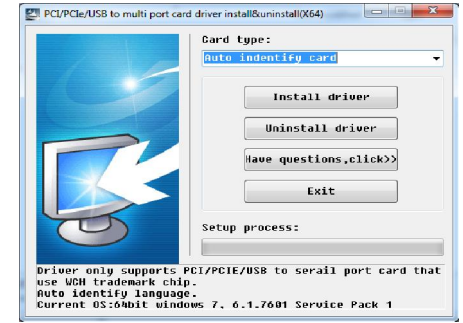 PCI/PCIe/USB to multi port card driver install&uninstall(X64)
Card type:
Auto indentify card
Install driver
Uninstall driver
Have questions,click>>
Exit
Setup process:
Driver only supports PCI/PCIE/USB to serail port card that
use WCH trademark chip.
Auto identify language.
Current OS:64bit windows 7, 6.1.7601 Service Pack 1